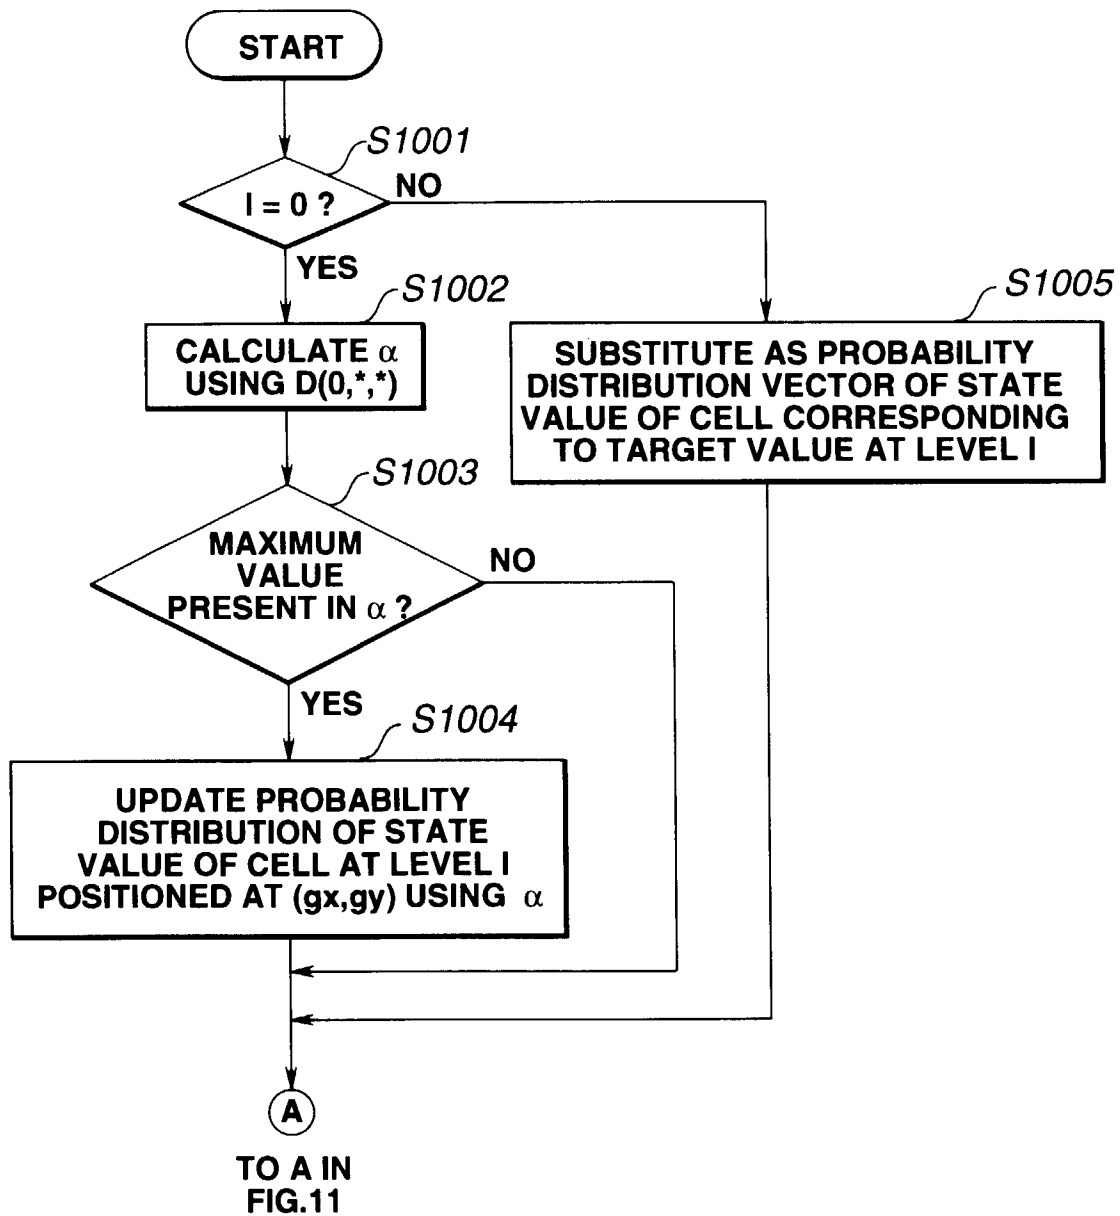 START
S1001
I = 0 ?
NO
YES
S1002
CALCULATE α
USING D(0,*,*)
S1005
SUBSTITUTE AS PROBABILITY
DISTRIBUTION VECTOR OF STATE
VALUE OF CELL CORRESPONDING
TO TARGET VALUE AT LEVEL I
S1003
MAXIMUM
VALUE
PRESENT IN α ?
NO
YES
S1004
UPDATE PROBABILITY
DISTRIBUTION OF STATE
VALUE OF CELL AT LEVEL I
POSITIONED AT (gx,gy) USING α
A
TO A IN
FIG.11